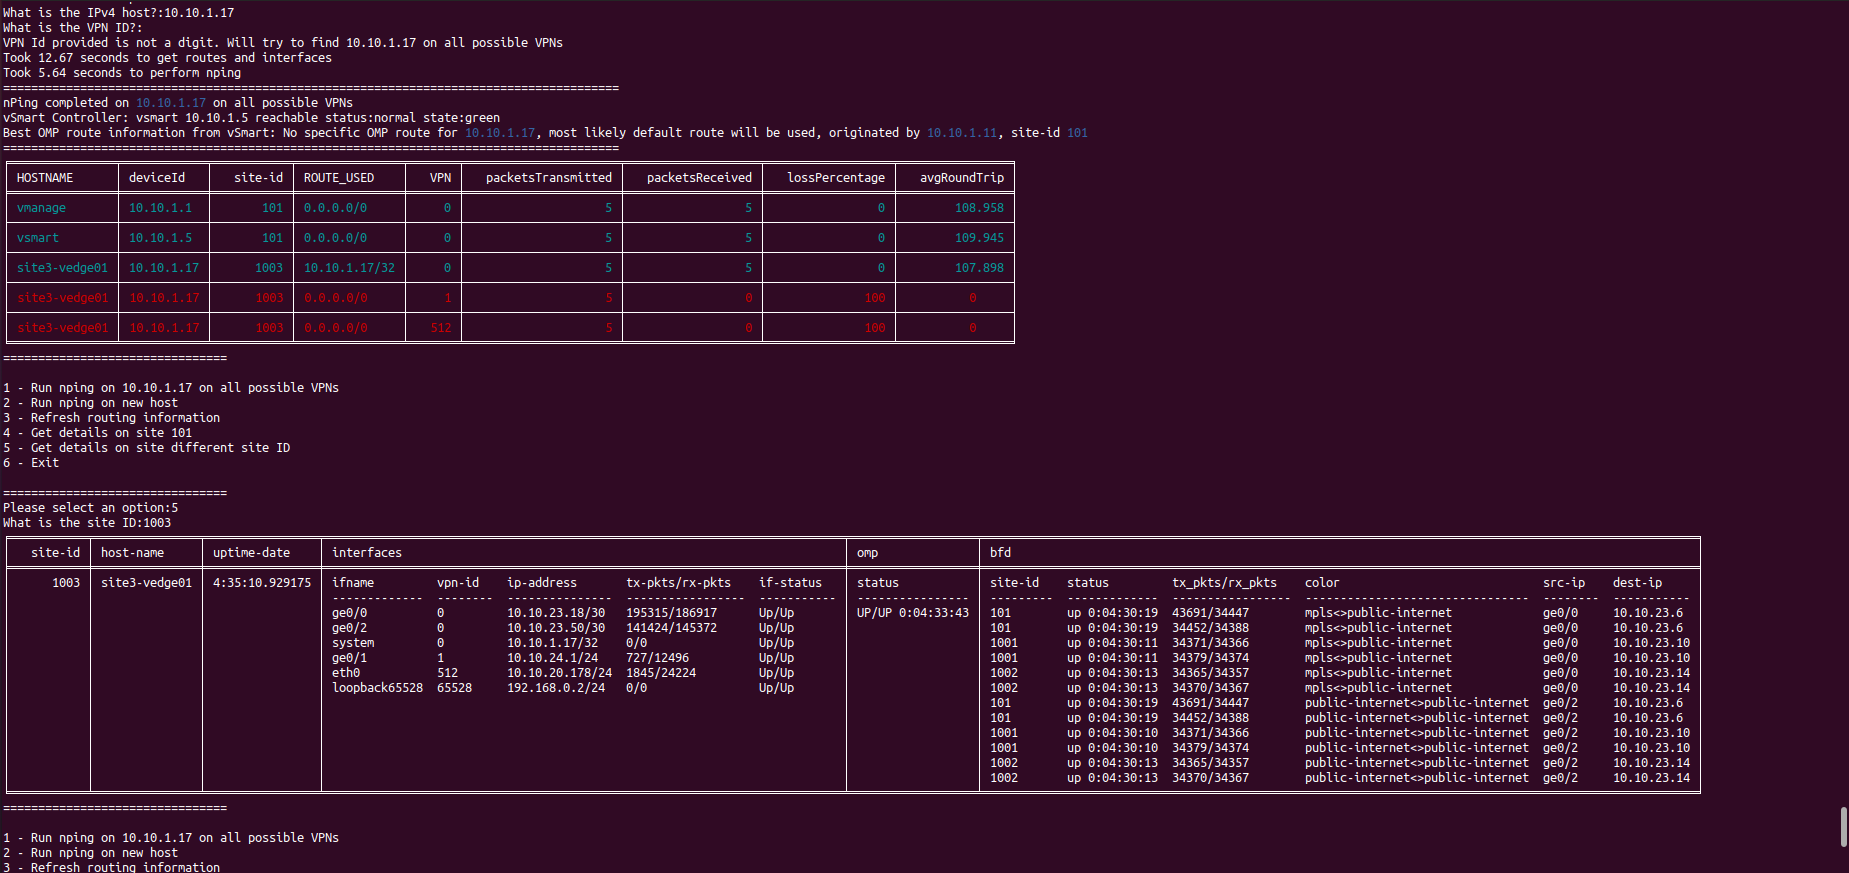 What is the IPv4 host?:10.10.1.17
What is the VPN ID?:
VPN Id provided is not a digit. Will try to find 10.10.1.17 on all possible VPNs
Took 12.67 seconds to get routes and interfaces
Took 5.64 seconds to perform nping
========================================================================================
nPing completed on 10.10.1.17 on all possible VPNs
vSmart Controller: vsmart 10.10.1.5 reachable status:normal state:green
Best OMP route information from vSmart: No specific OMP route for 10.10.1.17, most likely default route will be used, originated by 10.10.1.11, site-id 101
========================================================================================
HOSTNAME deviceId site-id ROUTE_USED VPN packetsTransmitted packetsReceived lossPercentage avgRoundTrip
vmanage 10.10.1.1 101 0.0.0.0/0 0 5 5 0 108.958
vsmart 10.10.1.5 101 0.0.0.0/0 0 5 5 0 109.945
site3-vedge01 10.10.1.17 1003 10.10.1.17/32 0 5 5 0 107.898
site3-vedge01 10.10.1.17 1003 0.0.0.0/0 1 5 0 100 0
site3-vedge01 10.10.1.17 1003 0.0.0.0/0 512 5 0 100 0
================================
1 - Run nping on 10.10.1.17 on all possible VPNs
2 - Run nping on new host
3 - Refresh routing information
4 - Get details on site 101
5 - Get details on site different site ID
6 - Exit
================================
Please select an option:5
What is the site ID:1003
site-id host-name uptime-date interfaces omp bfd
1003 site3-vedge01 4:35:10.929175 ifname vpn-id ip-address tx-pkts/rx-pkts if-status status site-id status tx_pkts/rx_pkts color src-ip dest-ip
------------- -------- --------------- ----------------- ----------- ---------------- ------- ------------- ----------------- -------------------------------- -------- -----------
ge0/0 0 10.10.23.18/30 195315/186917 Up/Up UP/UP 0:04:33:43 101 up 0:04:30:19 43691/34447 mpls<>public-internet ge0/0 10.10.23.6
ge0/2 0 10.10.23.50/30 141424/145372 Up/Up 101 up 0:04:30:19 34452/34388 mpls<>public-internet ge0/0 10.10.23.6
system 0 10.10.1.17/32 0/0 Up/Up 1001 up 0:04:30:11 34371/34366 mpls<>public-internet ge0/0 10.10.23.10
ge0/1 1 10.10.24.1/24 727/12496 Up/Up 1001 up 0:04:30:11 34379/34374 mpls<>public-internet ge0/0 10.10.23.10
eth0 512 10.10.20.178/24 1845/24224 Up/Up 1002 up 0:04:30:13 34365/34357 mpls<>public-internet ge0/0 10.10.23.14
loopback65528 65528 192.168.0.2/24 0/0 Up/Up 1002 up 0:04:30:13 34370/34367 mpls<>public-internet ge0/0 10.10.23.14
101 up 0:04:30:19 43691/34447 public-internet<>public-internet ge0/2 10.10.23.6
101 up 0:04:30:19 34452/34388 public-internet<>public-internet ge0/2 10.10.23.6
1001 up 0:04:30:10 34371/34366 public-internet<>public-internet ge0/2 10.10.23.10
1001 up 0:04:30:10 34379/34374 public-internet<>public-internet ge0/2 10.10.23.10
1002 up 0:04:30:13 34365/34357 public-internet<>public-internet ge0/2 10.10.23.14
1002 up 0:04:30:13 34370/34367 public-internet<>public-internet ge0/2 10.10.23.14
================================
1 - Run nping on 10.10.1.17 on all possible VPNs
2 - Run nping on new host
3 - Refresh routing information